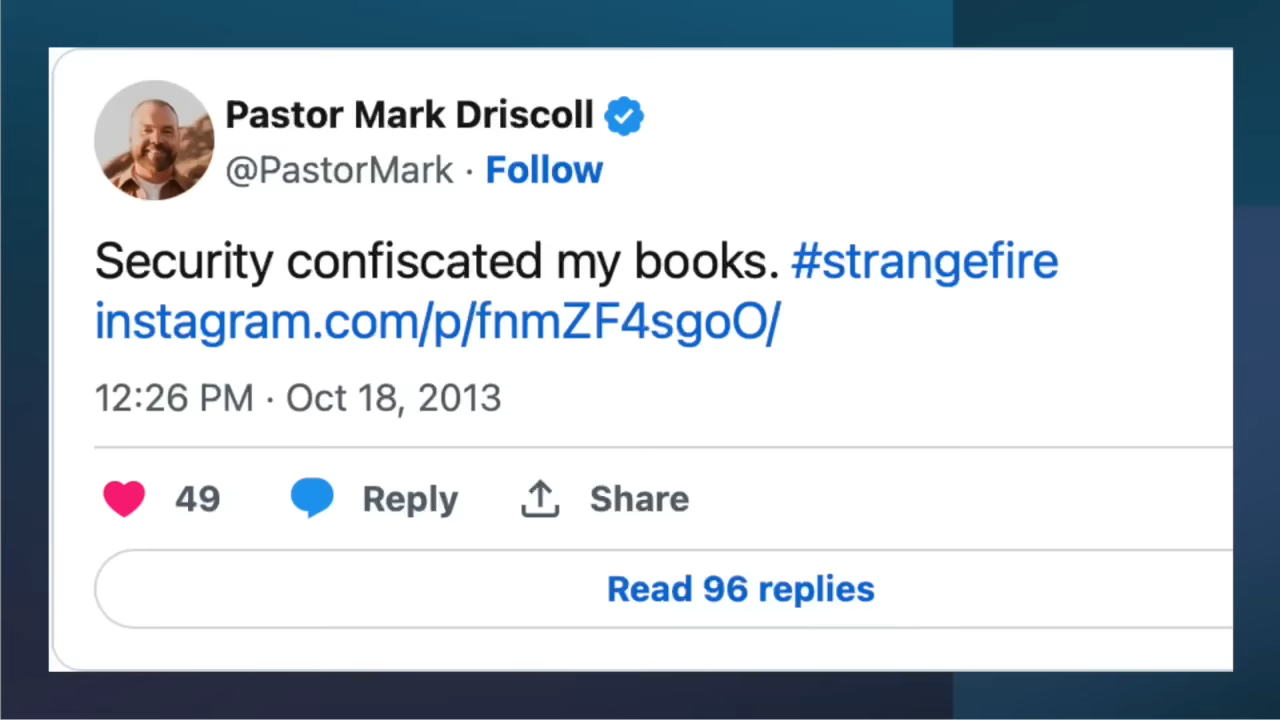 Pastor Mark Driscoll
@PastorMark · Follow
Security confiscated my books. #strangefire
instagram.com/p/fnmZF4sgoO/
12:26 PM · Oct 18, 2013
49 Reply Share
Read 96 replies